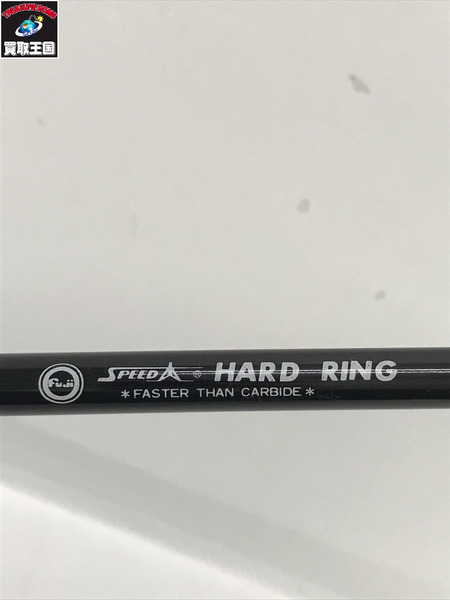 買取王国
Fuji SPEED ® HARD RING
*FASTER THAN CARBIDE*